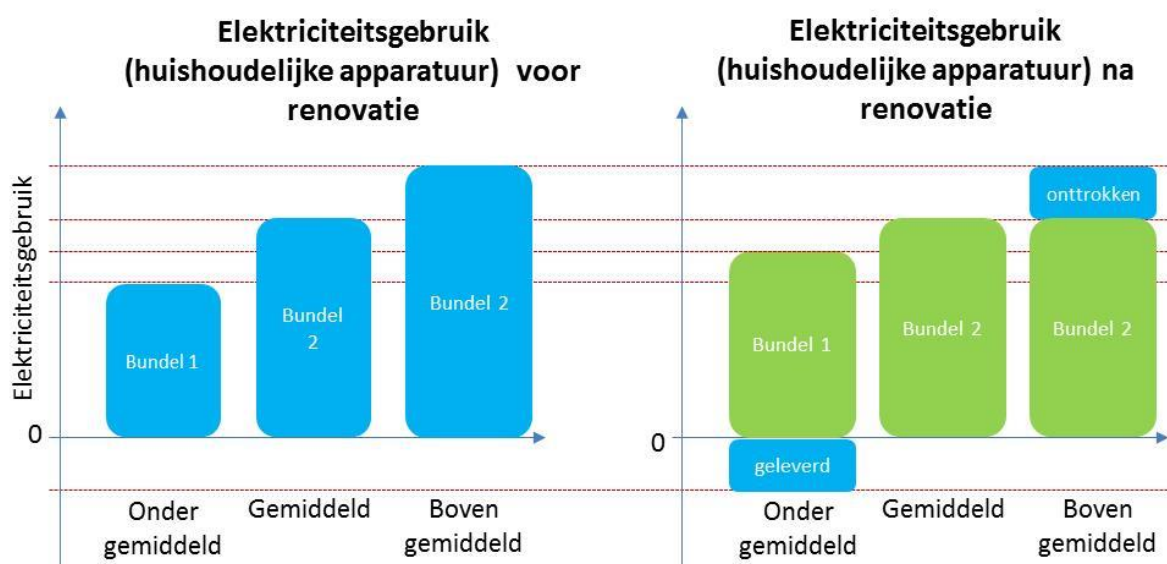 Elektriciteitsgebruik
(huishoudelijke apparatuur) voor
renovatie
Elektriciteitsgebruik
Bundel 1
Bundel
2
Bundel 2
0
Onder
gemiddeld
Gemiddeld
Boven
gemiddeld
Elektriciteitsgebruik
(huishoudelijke apparatuur) na
renovatie
onttrokken
Bundel 1
Bundel 2
Bundel 2
0
geleverd
Onder
gemiddeld
Gemiddeld
Boven
gemiddeld